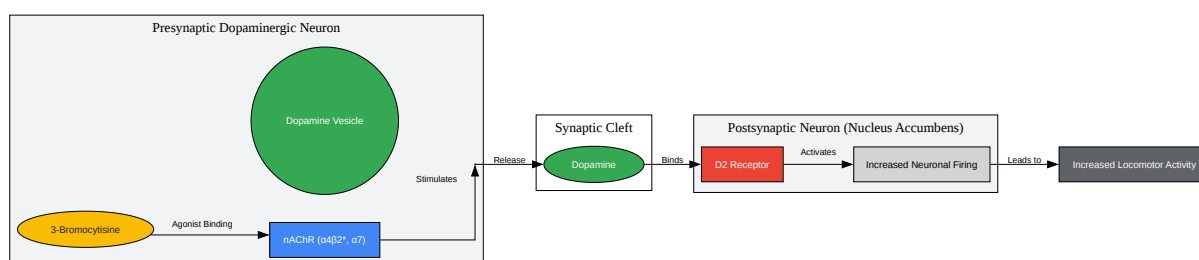 Presynaptic Dopaminergic Neuron
Dopamine Vesicle
3-Bromocytisine
Agonist Binding
nAChR (α4β2*, α7)
Stimulates
Release
Synaptic Cleft
Dopamine
Binds
Postsynaptic Neuron (Nucleus Accumbens)
D2 Receptor
Activates
Increased Neuronal Firing
Leads to
Increased Locomotor Activity